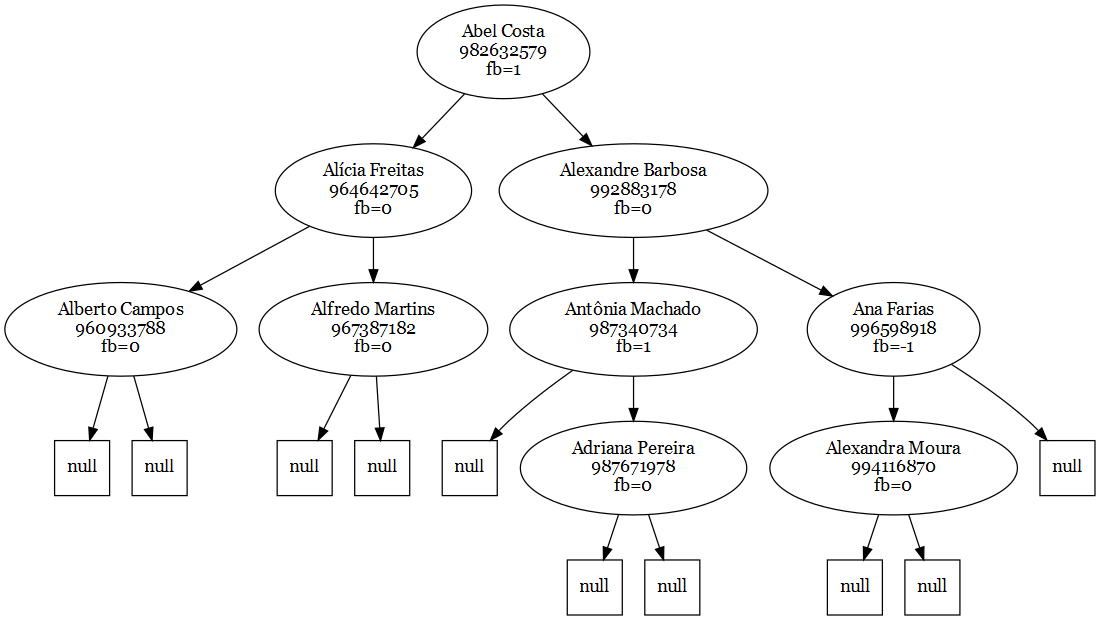 Abel Costa
982632579
fb=1
Alícia Freitas
964642705
fb=0
Alexandre Barbosa
992883178
fb=0
Alberto Campos
960933788
fb=0
Alfredo Martins
967387182
fb=0
Antônia Machado
987340734
fb=1
Ana Farias
996598918
fb=-1
null
null
null
null
null
Adriana Pereira
987671978
fb=0
Alexandra Moura
994116870
fb=0
null
null
null
null
null